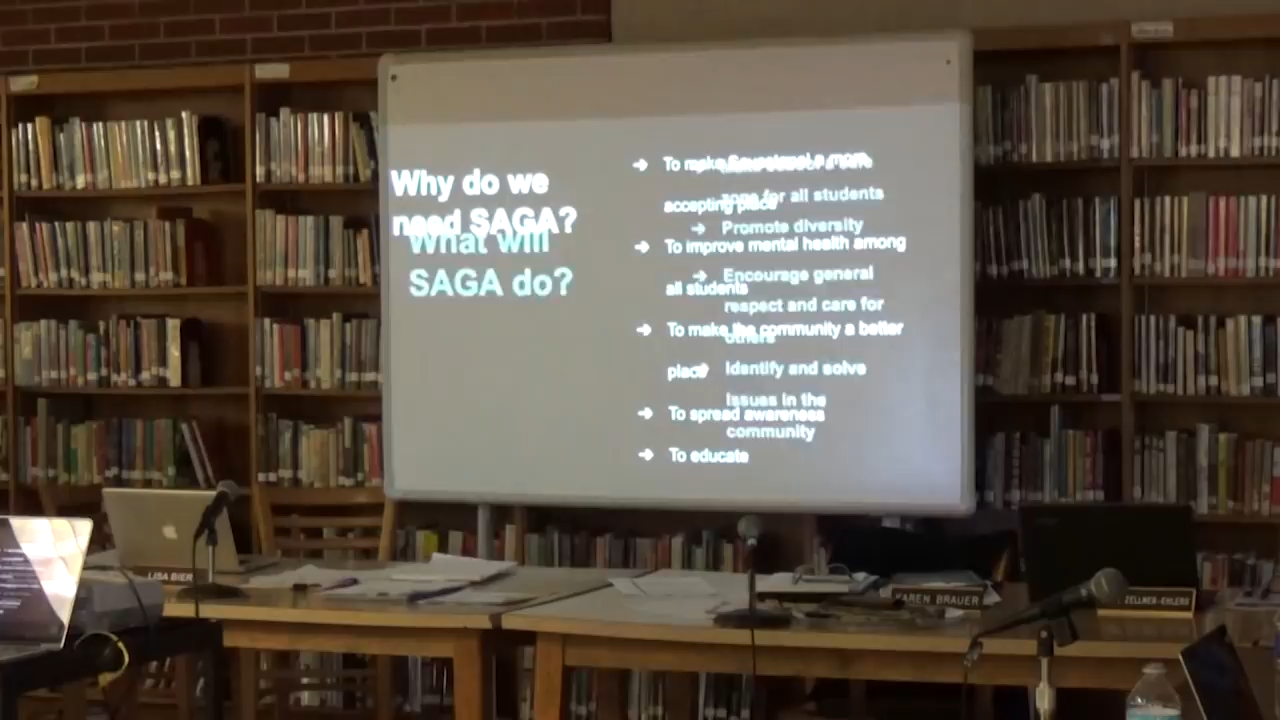 Why do we
need SAGA?
What will
SAGA do?
To make
accepting place
To improve mental health among
all students
To make the community a better
place
To spread awareness
To educate
zone for all students
Promote diversity
Encourage general
respect and care for
others
Identify and solve
issues in the
community
LISA BIER
KAREN BRAUER
ZELLNER-EHLERS